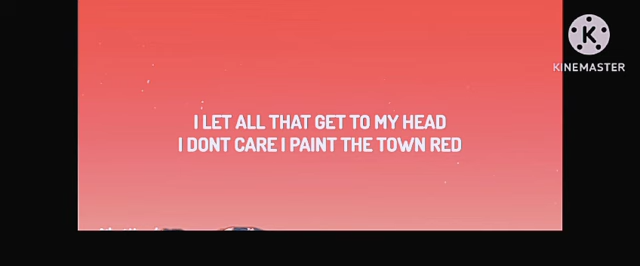 I LET ALL THAT GET TO MY HEAD
I DONT CARE I PAINT THE TOWN RED
K
KINEMASTER